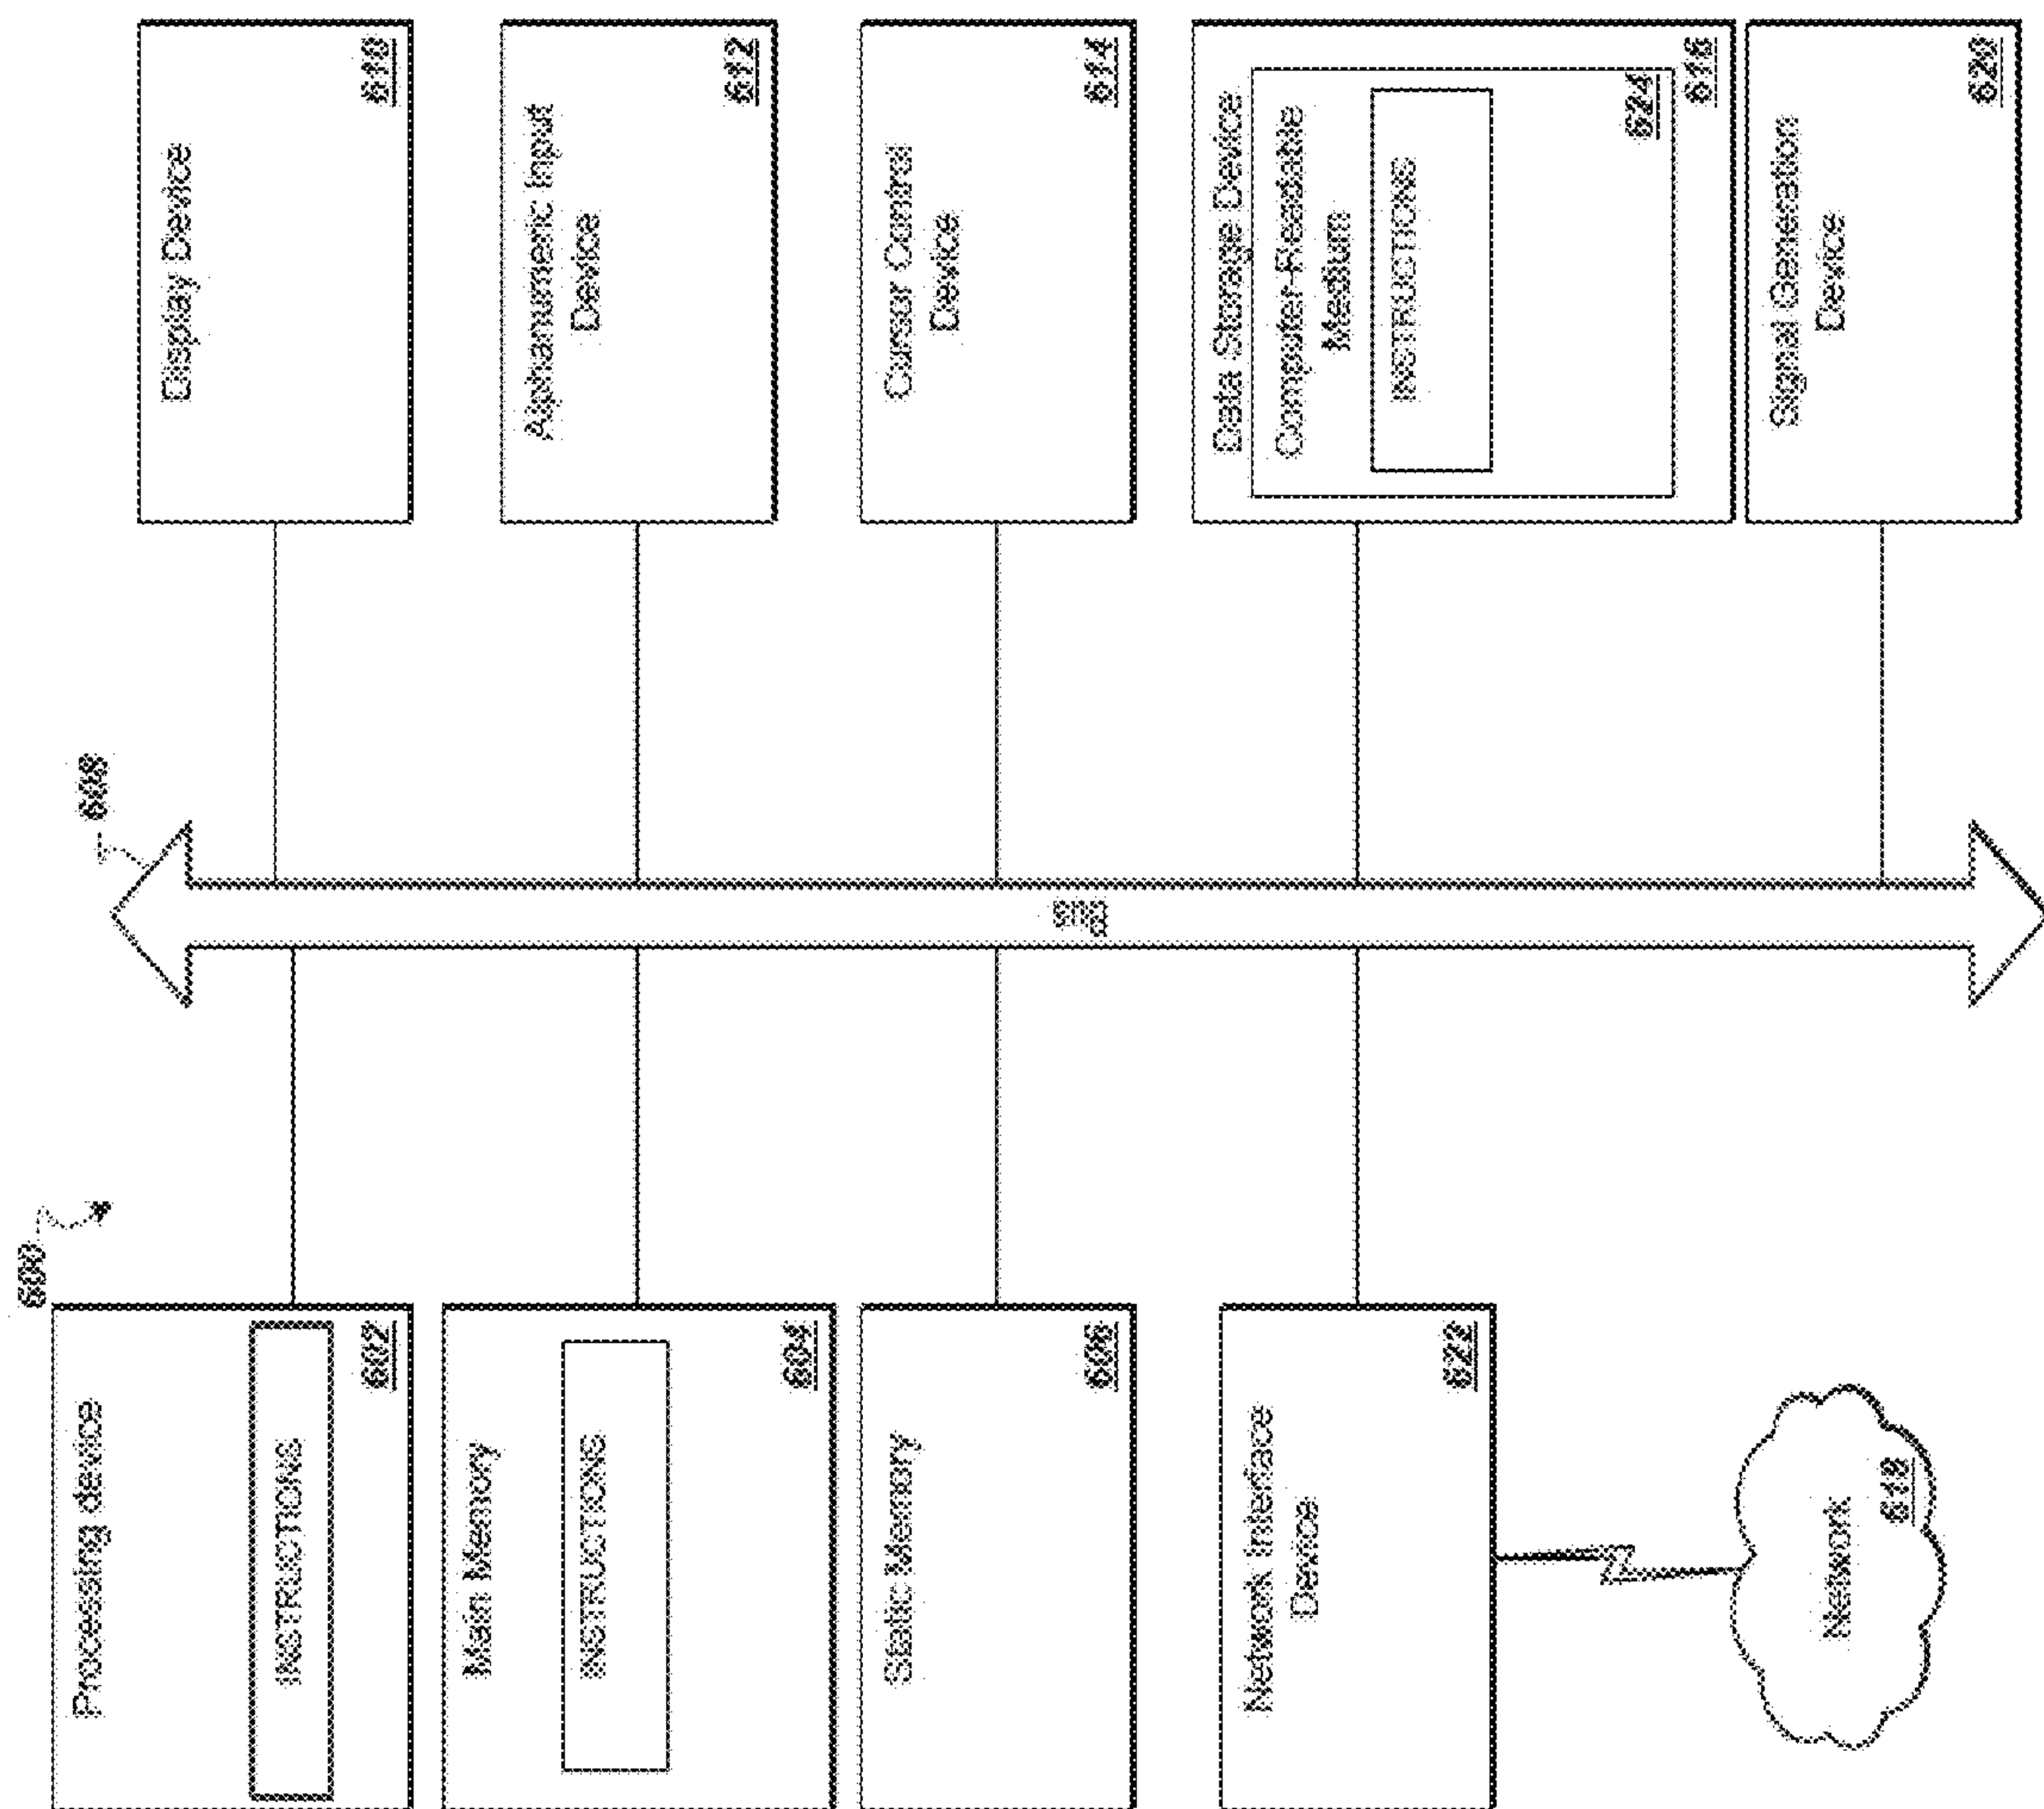 600
Processing device
INSTRUCTIONS
602
Main Memory
INSTRUCTIONS
604
Static Memory
606
Network Interface
Device
622
Network
618
608
BUS
Display Device
610
Alphanumeric Input
Device
612
Cursor Control
Device
614
Data Storage Device
Computer-Readable
Medium
INSTRUCTIONS
624
616
Signal Generation
Device
620